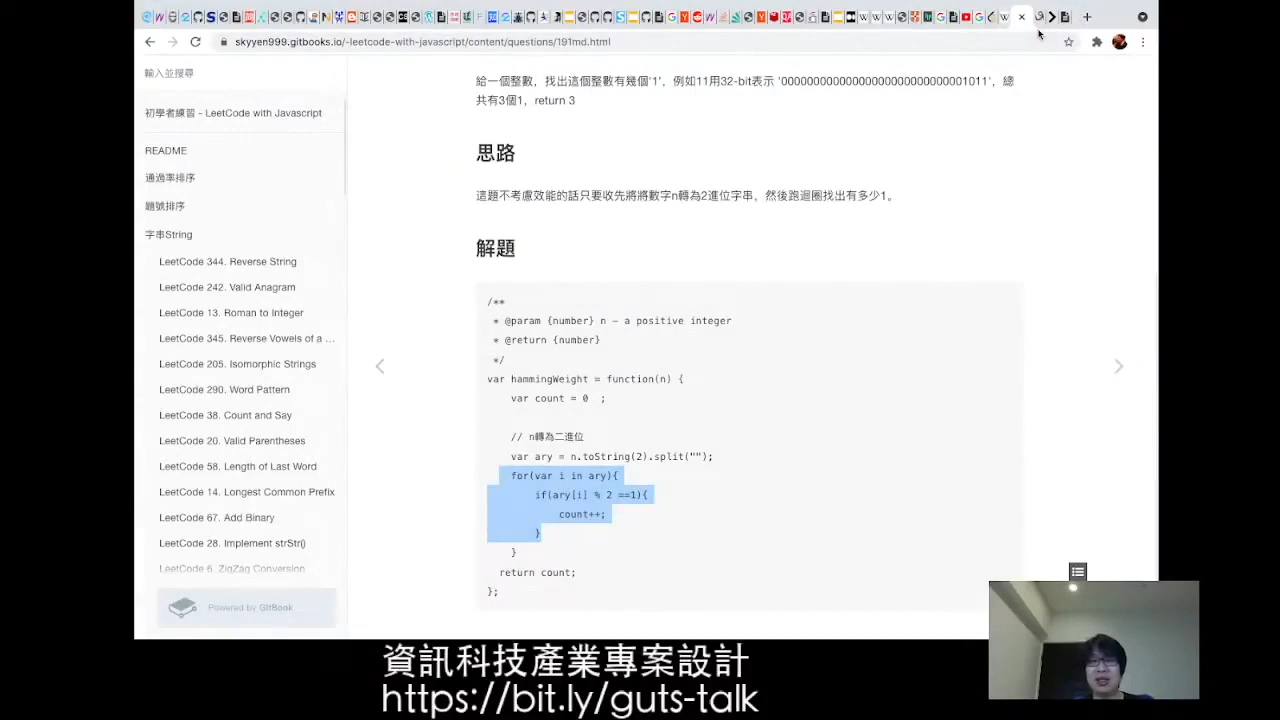 skyyen999.gitbooks.io/-leetcode-with-javascript/content/questions/191md.html
輸入並搜尋
初學者練習 - LeetCode with Javascript
README
通過率排序
題號排序
字串String
LeetCode 344. Reverse String
LeetCode 242. Valid Anagram
LeetCode 13. Roman to Integer
LeetCode 345. Reverse Vowels of a ...
LeetCode 205. Isomorphic Strings
LeetCode 290. Word Pattern
LeetCode 38. Count and Say
LeetCode 20. Valid Parentheses
LeetCode 58. Length of Last Word
LeetCode 14. Longest Common Prefix
LeetCode 67. Add Binary
LeetCode 28. Implement strStr()
LeetCode 6. ZigZag Conversion
Powered by GitBook
給一個整數，找出這個整數有幾個'1'，例如11用32-bit表示 '00000000000000000000000000001011'，總
共有3個1，return 3
思路
這題不考慮效能的話只要收先將將數字n轉為2進位字串，然後跑迴圈找出有多少1。
解題
/**
* @param {number} n - a positive integer
* @return {number}
*/
var hammingWeight = function(n) {
var count = 0 ;
// n轉為二進位
var ary = n.toString(2).split("");
for(var i in ary){
if(ary[i] % 2 ==1){
count++;
}
}
return count;
};
資訊科技產業專案設計
https://bit.ly/guts-talk